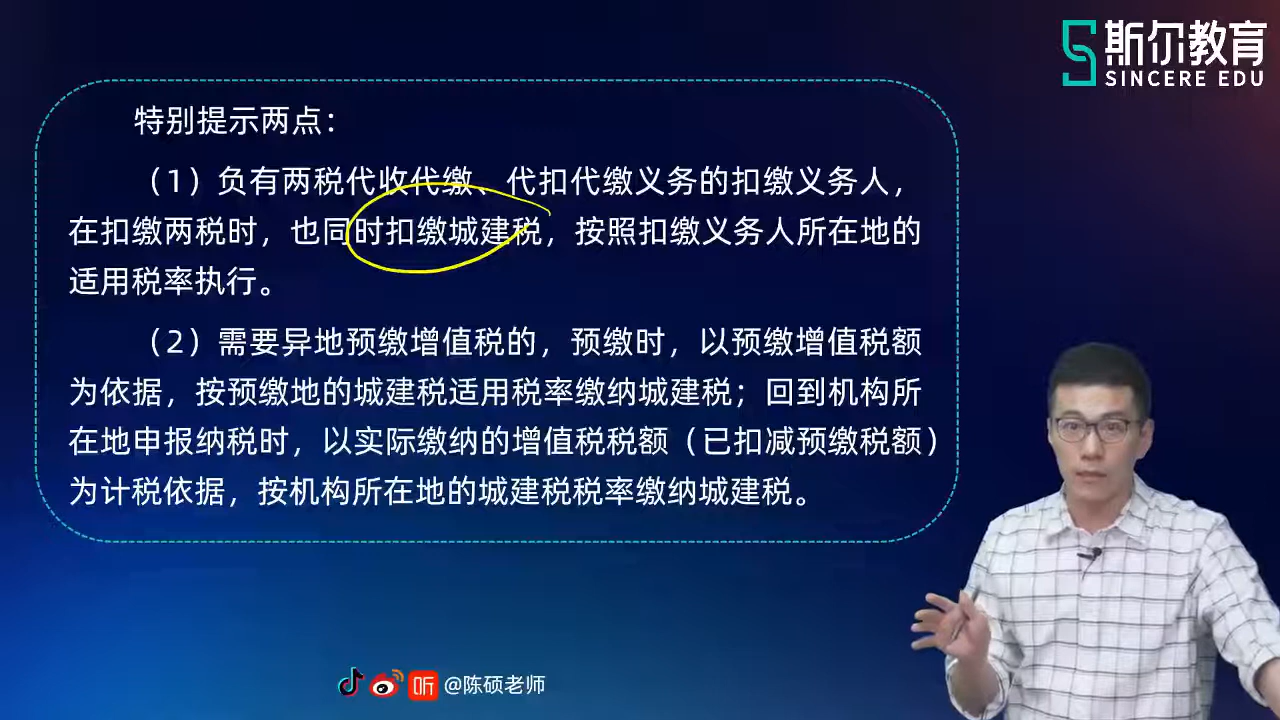 斯尔教育
SINCERE EDU
特别提示两点：
（1）负有两税代收代缴、代扣代缴义务的扣缴义务人，
在扣缴两税时，也同时扣缴城建税，按照扣缴义务人所在地的
适用税率执行。
（2）需要异地预缴增值税的，预缴时，以预缴增值税额
为依据，按预缴地的城建税适用税率缴纳城建税；回到机构所
在地申报纳税时，以实际缴纳的增值税税额（已扣减预缴税额）
为计税依据，按机构所在地的城建税税率缴纳城建税。
听 @陈硕老师